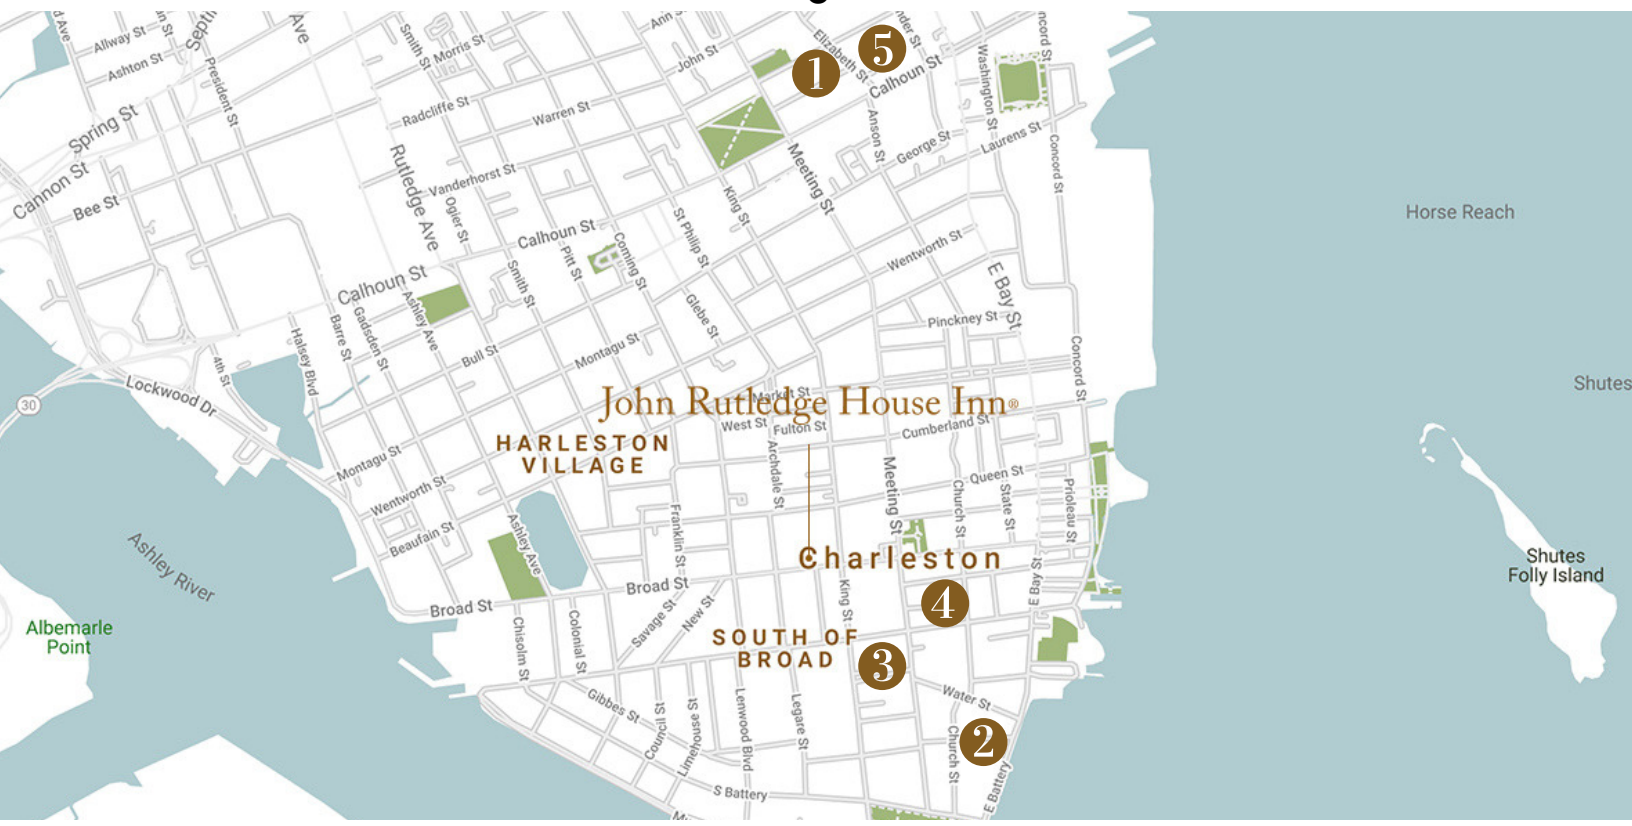 Allway St
Ashton St
President St
Spring St
Cannon St
Bee St
Ave
Smith St
Morris St
Radcliffe St
Rutledge Ave
Vanderhorst St
Ogier St
Warren St
John St
Ann
Elizabeth St
1
5
Calhoun St
Washington St
Anson St
George St
Laurens St
Concord St
Meeting St
King St
St Philip St
Coming St
Calhoun St
Pitt St
Smith St
Calhoun St
Ashley Ave
Gadsden St
Barre St
Halsey Blvd
4th St
Lockwood Dr
30
Bull St
Montagu St
Glebe St
Wentworth St
E Bay St
Pinckney St
Concord St
Horse Reach
Shutes
Market St
John Rutledge House Inn®
West St
Fulton St
Cumberland St
HARLESTON
VILLAGE
Montagu St
Wentworth St
Beaufain St
Ashley Ave
Franklin St
Archdale St
Meeting St
Queen St
Church St
State St
Prioleau St
Charleston
Ashley River
Albemarle
Point
Shutes
Folly Island
Broad St
Broad St
King St
E Bay St
4
Chisolm St
Colonial St
Savage St
New St
SOUTH OF
BROAD
3
Water St
2
Gibbes St
Council St
Limehouse St
Lenwood Blvd
Legare St
Church St
E Battery
S Battery